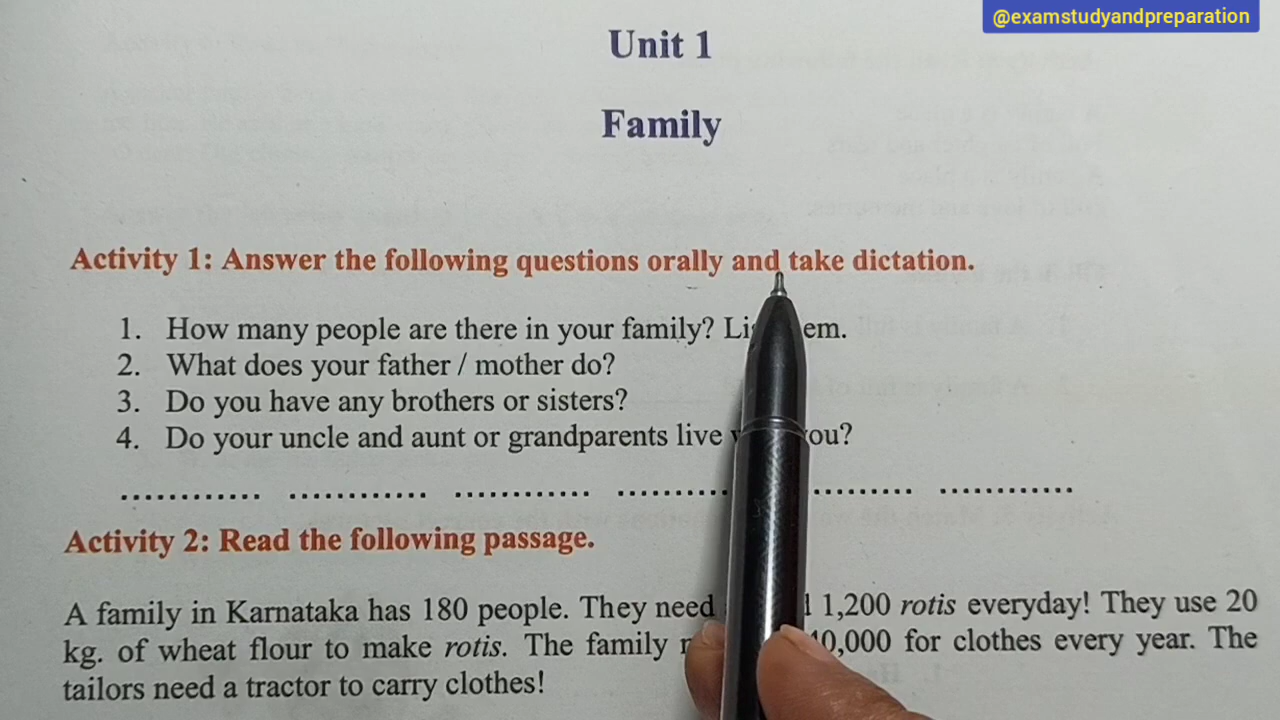 @examstudyandpreparation
Unit 1
Family
Activity 1: Answer the following questions orally and take dictation.
1. How many people are there in your family?
2. What does your father / mother do?
3. Do you have any brothers or sisters?
4. Do your uncle and aunt or grandparents live
............ ............ ............ ............ ............ ............
Activity 2: Read the following passage.
A family in Karnataka has 180 people. They need 1,200 rotis everyday! They use 20
kg. of wheat flour to make rotis. The family for clothes every year. The
tailors need a tractor to carry clothes!